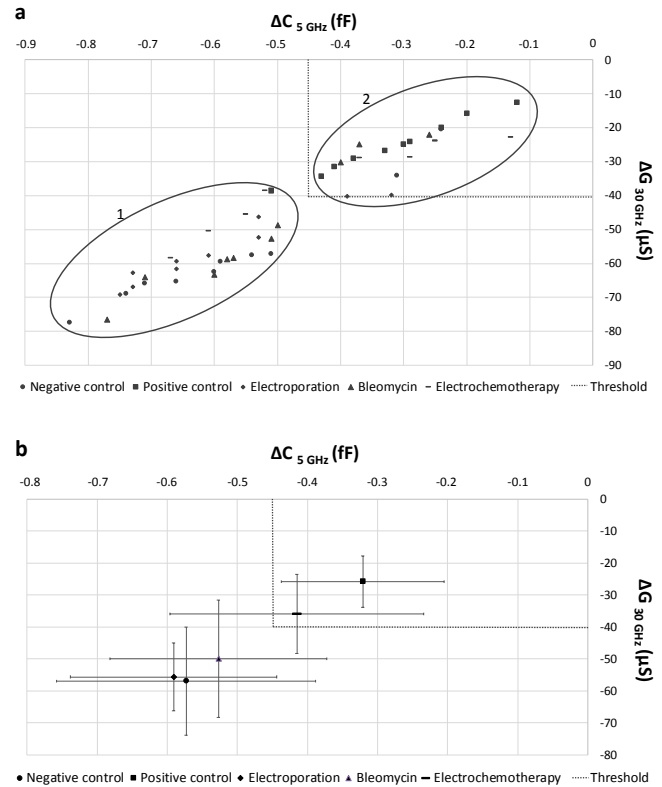 a
ΔC 5 GHz (fF)
-0.9 -0.8 -0.7 -0.6 -0.5 -0.4 -0.3 -0.2 -0.1 0
0
-10
-20
-30
-40
-50
-60
-70
-80
-90
ΔG 30 GHz (µS)
2
1
Negative control Positive control Electroporation Bleomycin Electrochemotherapy Threshold
b
ΔC 5 GHz (fF)
-0.8 -0.7 -0.6 -0.5 -0.4 -0.3 -0.2 -0.1 0
0
-10
-20
-30
-40
-50
-60
-70
-80
ΔG 30 GHz (µS)
Negative control Positive control Electroporation Bleomycin Electrochemotherapy Threshold